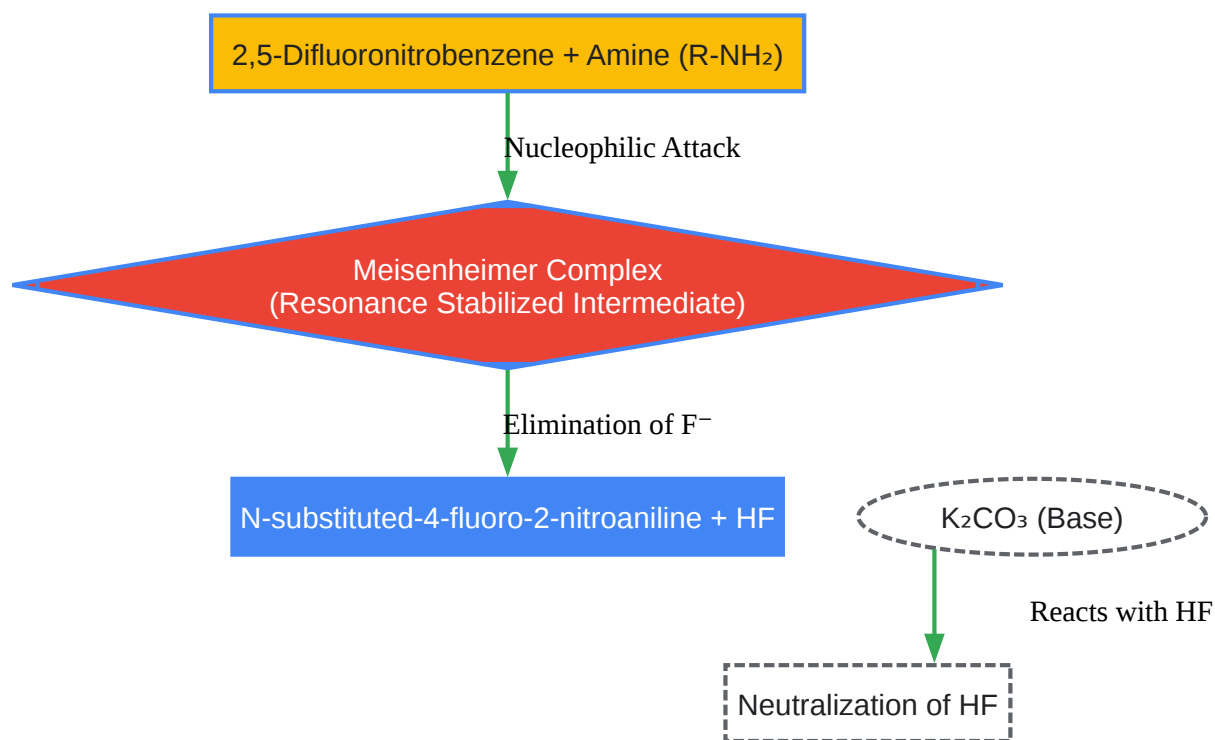 2,5-Difluoronitrobenzene + Amine (R-NH₂)
Nucleophilic Attack
Meisenheimer Complex
(Resonance Stabilized Intermediate)
Elimination of F⁻
N-substituted-4-fluoro-2-nitroaniline + HF
K₂CO₃ (Base)
Reacts with HF
Neutralization of HF